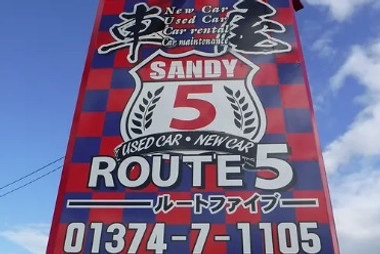 車屋
New Car
Used Car
Car rental
Car maintenance
SANDY
5
USED CAR • NEW CAR
ROUTE 5
ルートファイブ
01374-7-1105